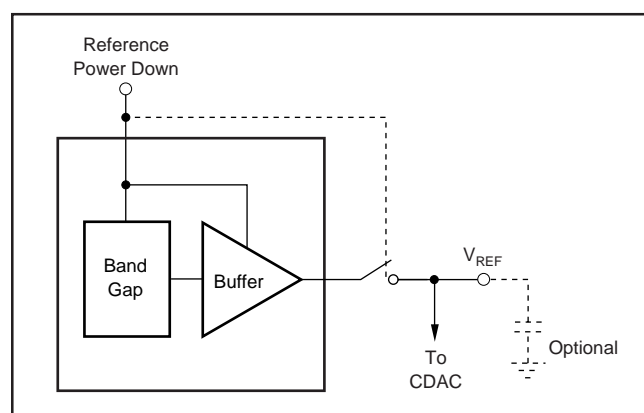 Reference
Power Down
Band
Gap
Buffer
VREF
To
CDAC
Optional